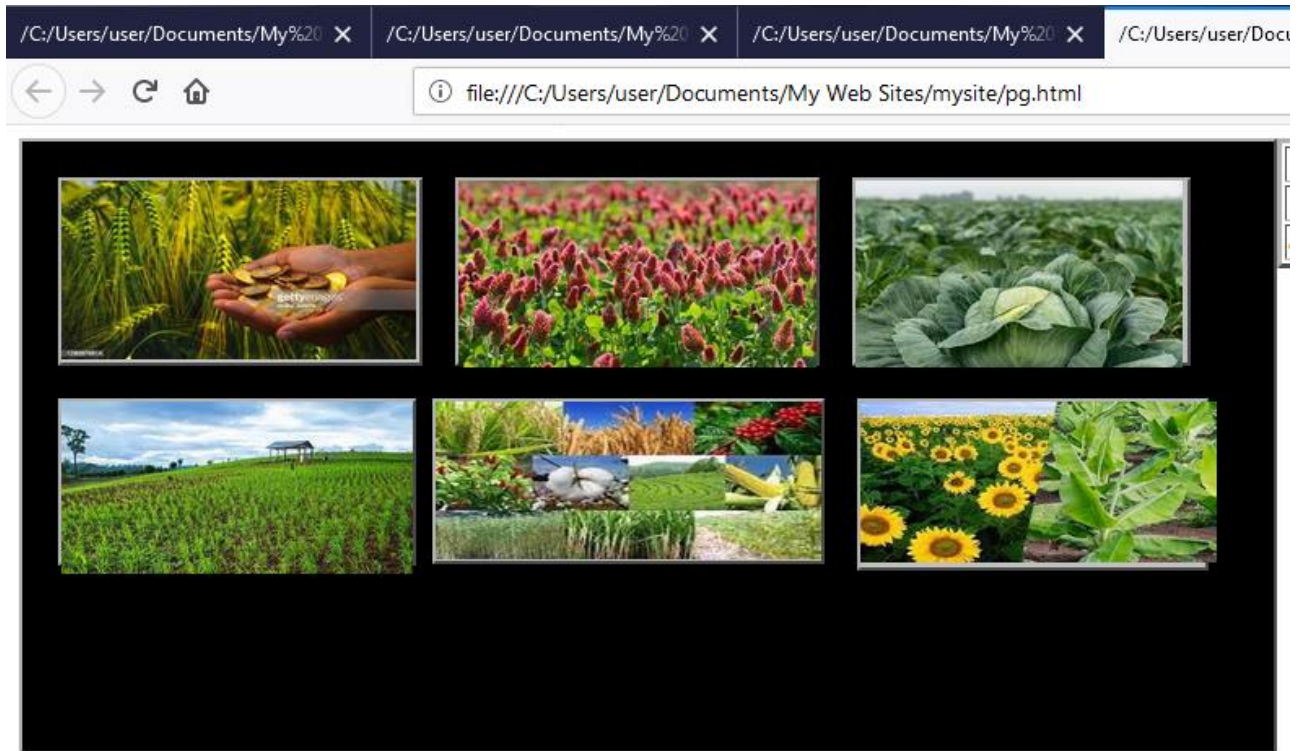 /C:/Users/user/Documents/My%20
/C:/Users/user/Documents/My%20
/C:/Users/user/Documents/My%20
/C:/Users/user/Docu
file:///C:/Users/user/Documents/My Web Sites/mysite/pg.html
gettyimages